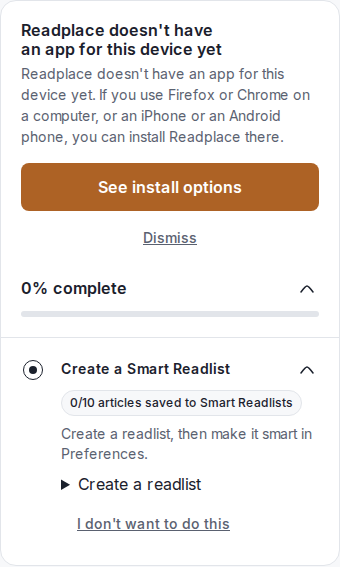 Readplace doesn't have
an app for this device yet
Readplace doesn't have an app for this
device yet. If you use Firefox or Chrome on
a computer, or an iPhone or an Android
phone, you can install Readplace there.
See install options
Dismiss
0% complete
Create a Smart Readlist
0/10 articles saved to Smart Readlists
Create a readlist, then make it smart in
Preferences.
Create a readlist
I don't want to do this